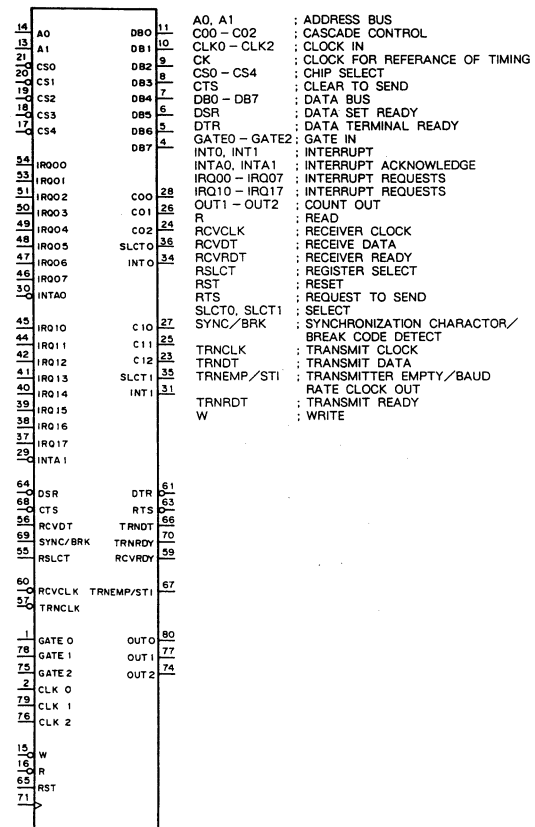 14 A0 DB0 11
13 A1 DB1 10
21 CS0 DB2 9
20 CS1 DB3 8
19 CS2 DB4 7
18 CS3 DB5 6
17 CS4 DB6 5
DB7 4
54 IRQ00
53 IRQ01
51 IRQ02 C00 28
50 IRQ03 C01 26
49 IRQ04 C02 24
48 IRQ05 SLCT0 36
47 IRQ06 INT0 34
46 IRQ07
30 INTA0
45 IRQ10 C10 27
44 IRQ11 C11 25
42 IRQ12 C12 23
41 IRQ13 SLCT1 35
40 IRQ14 INT1 31
39 IRQ15
38 IRQ16
37 IRQ17
29 INTA1
64 DSR DTR 61
68 CTS RTS 63
56 RCVDT TRNDT 66
69 SYNC/BRK TRNRDY 70
55 RSLCT RCVRDY 59
60 RCVCLK TRNEMP/STI 67
57 TRNCLK
1 GATE 0 OUT0 80
78 GATE 1 OUT1 77
75 GATE 2 OUT2 74
2 CLK 0
79 CLK 1
76 CLK 2
15 W
16 R
65 RST
71
A0, A1 ; ADDRESS BUS
C00 – C02 ; CASCADE CONTROL
CLK0 – CLK2 ; CLOCK IN
CK ; CLOCK FOR REFERANCE OF TIMING
CS0 – CS4 ; CHIP SELECT
CTS ; CLEAR TO SEND
DB0 – DB7 ; DATA BUS
DSR ; DATA SET READY
DTR ; DATA TERMINAL READY
GATE0 – GATE2 ; GATE IN
INT0, INT1 ; INTERRUPT
INTA0, INTA1 ; INTERRUPT ACKNOWLEDGE
IRQ00 – IRQ07 ; INTERRUPT REQUESTS
IRQ10 – IRQ17 ; INTERRUPT REQUESTS
OUT1 – OUT2 ; COUNT OUT
R ; READ
RCVCLK ; RECEIVER CLOCK
RCVDT ; RECEIVE DATA
RCVRDT ; RECEIVER READY
RSLCT ; REGISTER SELECT
RST ; RESET
RTS ; REQUEST TO SEND
SLCT0, SLCT1 ; SELECT
SYNC/BRK ; SYNCHRONIZATION CHARACTOR/
BREAK CODE DETECT
TRNCLK ; TRANSMIT CLOCK
TRNDT ; TRANSMIT DATA
TRNEMP/STI ; TRANSMITTER EMPTY/BAUD
RATE CLOCK OUT
TRNRDT ; TRANSMIT READY
W ; WRITE